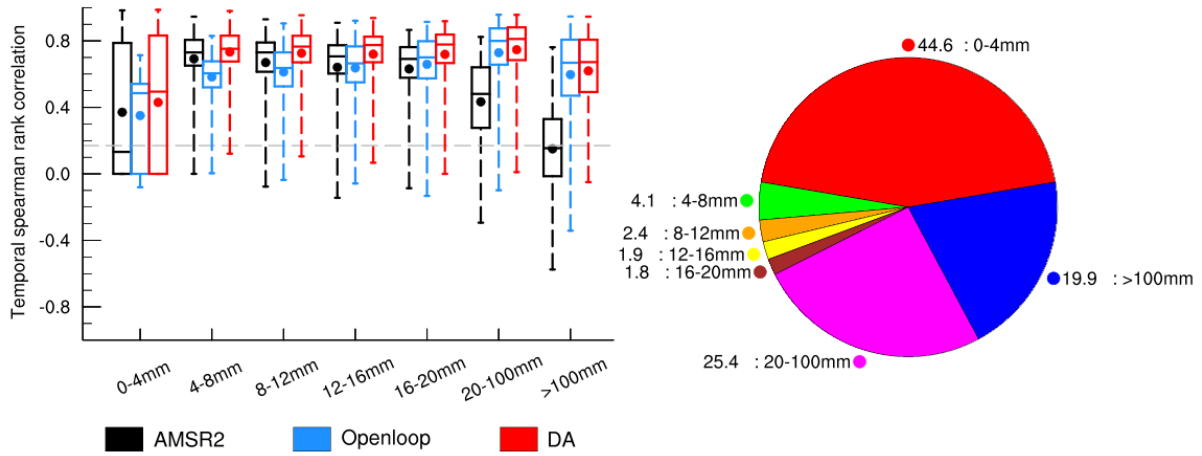 Temporal spearman rank correlation
0.8
0.4
0.0
-0.4
-0.8
0-4mm
4-8mm
8-12mm
12-16mm
16-20mm
20-100mm
>100mm
AMSR2
Openloop
DA
44.6 : 0-4mm
4.1 : 4-8mm
2.4 : 8-12mm
1.9 : 12-16mm
1.8 : 16-20mm
19.9 : >100mm
25.4 : 20-100mm